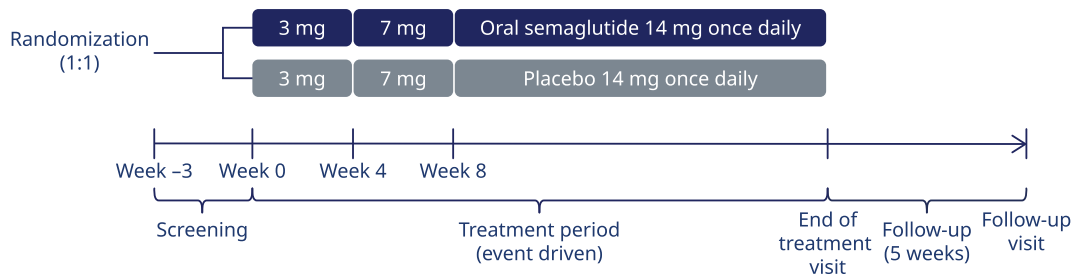 Randomization
(1:1)
3 mg
7 mg
Oral semaglutide 14 mg once daily
3 mg
7 mg
Placebo 14 mg once daily
Week –3
Week 0
Week 4
Week 8
Screening
Treatment period
(event driven)
End of
treatment
visit
Follow-up
(5 weeks)
Follow-up
visit